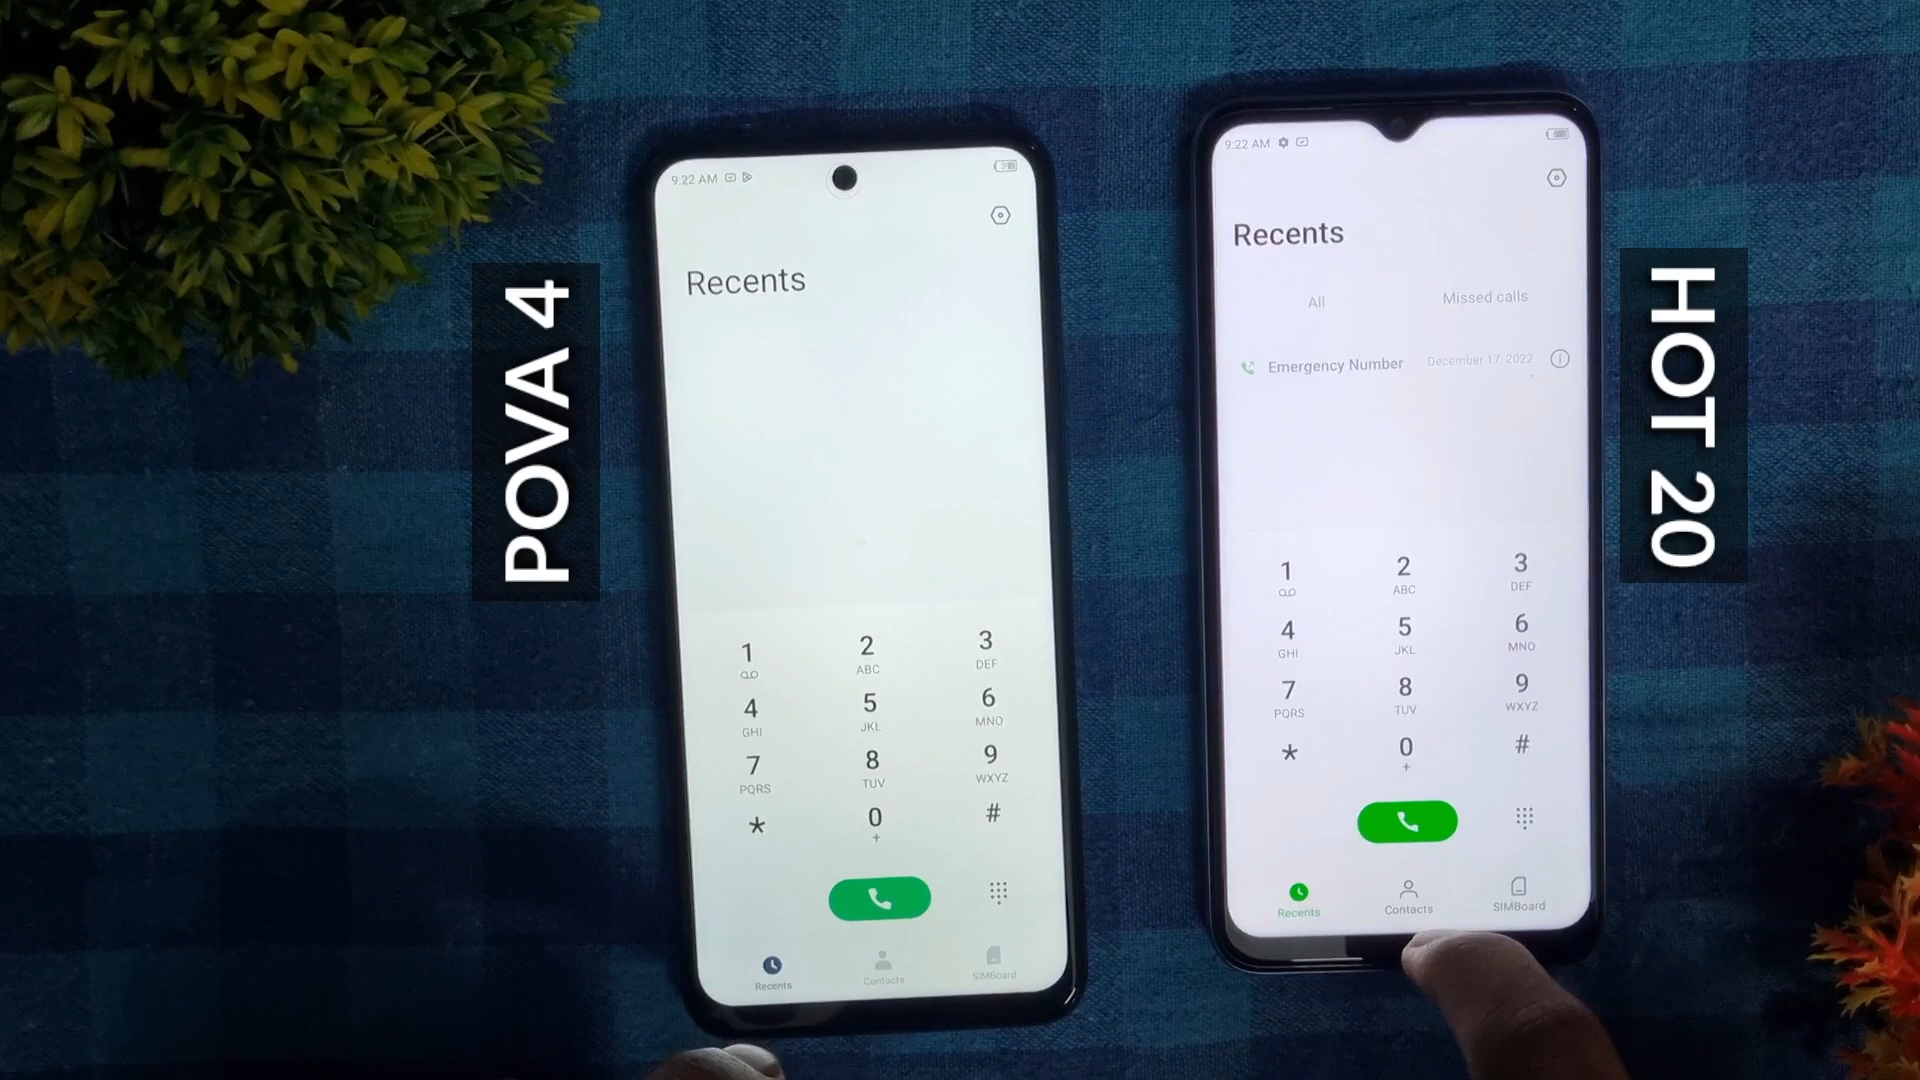 POVA 4
9:22 AM
Recents
1
2 ABC
3 DEF
4 GHI
5 JKL
6 MNO
7 PQRS
8 TUV
9 WXYZ
*
0 +
#
Recents
Contacts
SIMBoard
9:22 AM
Recents
All
Missed calls
Emergency Number
December 17, 2022
1
2 ABC
3 DEF
4 GHI
5 JKL
6 MNO
7 PQRS
8 TUV
9 WXYZ
*
0 +
#
Recents
Contacts
SIMBoard
HOT 20